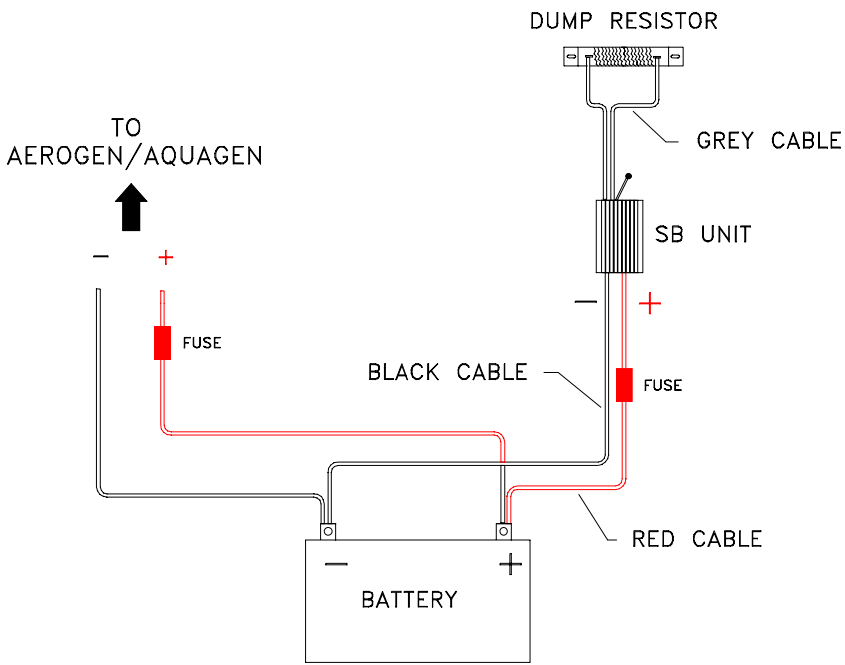 DUMP RESISTOR
GREY CABLE
TO
AEROGEN/AQUAGEN
SB UNIT
− +
− +
FUSE
BLACK CABLE
FUSE
RED CABLE
− +
BATTERY